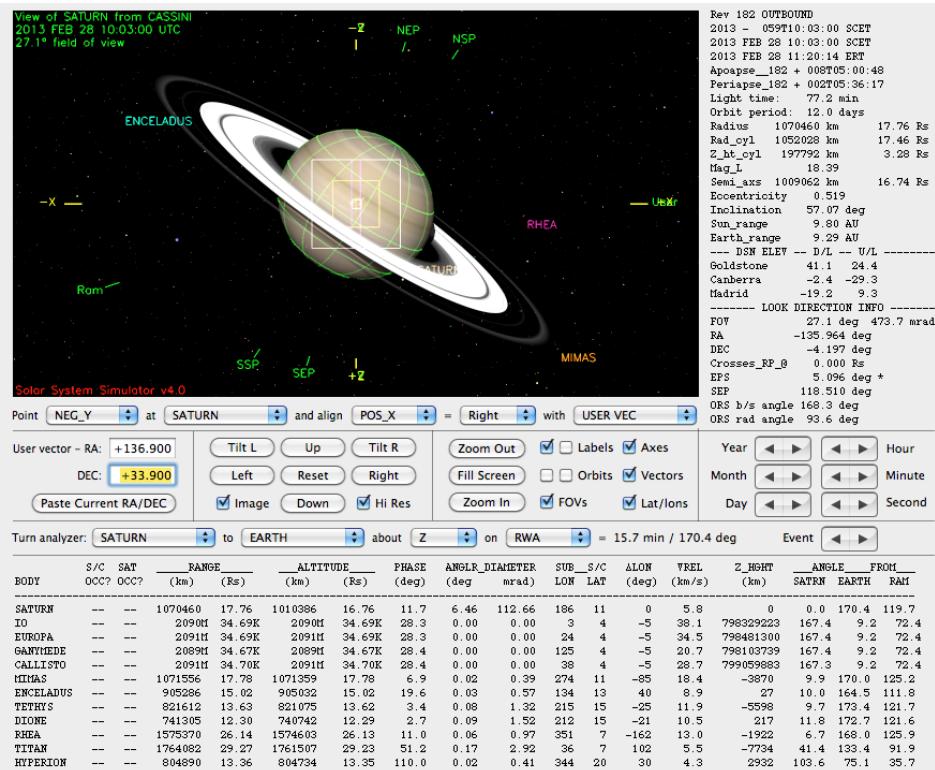 View of SATURN from CASSINI
2013 FEB 28 10:03:00 UTC
27.1° field of view
-Z
NEP
NSP
ENCELADUS
-X
RHEA
SATURN
Ram
SSP
SEP
+Z
MIMAS
Solar System Simulator v4.0
Rev 182 OUTBOUND
2013 - 059T10:03:00 SCET
2013 FEB 28 10:03:00 SCET
2013 FEB 28 11:20:14 ERT
Apoapse__182 + 008T05:00:48
Periapse_182 + 002T05:36:17
Light time: 77.2 min
Orbit period: 12.0 days
Radius 1070460 km 17.76 Rs
Rad_cyl 1052028 km 17.46 Rs
Z_ht_cyl 197792 km 3.28 Rs
Mag_L 18.39
Semi_axs 1009062 km 16.74 Rs
Eccentricity 0.519
Inclination 57.07 deg
Sun_range 9.80 AU
Earth_range 9.29 AU
--- DSN ELEV -- D/L -- U/L --------
Goldstone 41.1 24.4
Canberra -2.4 -29.3
Madrid -19.2 9.3
------- LOOK DIRECTION INFO -------
FOV 27.1 deg 473.7 mrad
RA -135.964 deg
DEC -4.197 deg
Crosses_RP_@ 0.000 Rs
EPS 5.096 deg *
SEP 118.510 deg
ORS b/s angle 168.3 deg
ORS rad angle 93.6 deg
Point NEG_Y at SATURN and align POS_X = Right with USER VEC
User vector - RA: +136.900 Tilt L Up Tilt R Zoom Out Labels Axes Year Hour
DEC: +33.900 Left Reset Right Fill Screen Orbits Vectors Month Minute
Paste Current RA/DEC Image Down Hi Res Zoom In FOVs Lat/lons Day Second
Turn analyzer: SATURN to EARTH about Z on RWA = 15.7 min / 170.4 deg Event
S/C SAT ____RANGE____ ___ALTITUDE___ PHASE ANGLR_DIAMETER SUB__S/C ΔLON VREL Z_HGHT ___ANGLE____FROM___
BODY OCC? OCC? (km) (Rs) (km) (Rs) (deg) (deg mrad) LON LAT (deg) (km/s) (km) SATRN EARTH RAM
SATURN -- -- 1070460 17.76 1010386 16.76 11.7 6.46 112.66 186 11 0 5.8 0 0.0 170.4 119.7
IO -- -- 2090M 34.69K 2090M 34.69K 28.3 0.00 0.00 3 4 -5 38.1 798329223 167.4 9.2 72.4
EUROPA -- -- 2091M 34.69K 2091M 34.69K 28.3 0.00 0.00 24 4 -5 34.5 798481300 167.4 9.2 72.4
GANYMEDE -- -- 2089M 34.67K 2089M 34.67K 28.4 0.00 0.00 125 4 -5 20.7 798103739 167.4 9.2 72.4
CALLISTO -- -- 2091M 34.70K 2091M 34.70K 28.4 0.00 0.00 38 4 -5 28.7 799059883 167.3 9.2 72.4
MIMAS -- -- 1071556 17.78 1071359 17.78 6.9 0.02 0.39 274 11 -85 18.4 -3870 9.9 170.0 125.2
ENCELADUS -- -- 905286 15.02 905032 15.02 19.6 0.03 0.57 134 13 40 8.9 27 10.0 164.5 111.8
TETHYS -- -- 821612 13.63 821075 13.62 3.4 0.08 1.32 215 15 -25 11.9 -5598 9.7 173.4 121.7
DIONE -- -- 741305 12.30 740742 12.29 2.7 0.09 1.52 212 15 -21 10.5 217 11.8 172.7 121.6
RHEA -- -- 1575370 26.14 1574603 26.13 11.0 0.06 0.97 351 7 -162 13.0 -1922 6.7 168.0 125.9
TITAN -- -- 1764082 29.27 1761507 29.23 51.2 0.17 2.92 36 7 102 5.5 -7734 41.4 133.4 91.9
HYPERION -- -- 804890 13.36 804734 13.35 110.0 0.02 0.41 344 20 30 4.3 2932 103.6 75.1 35.7